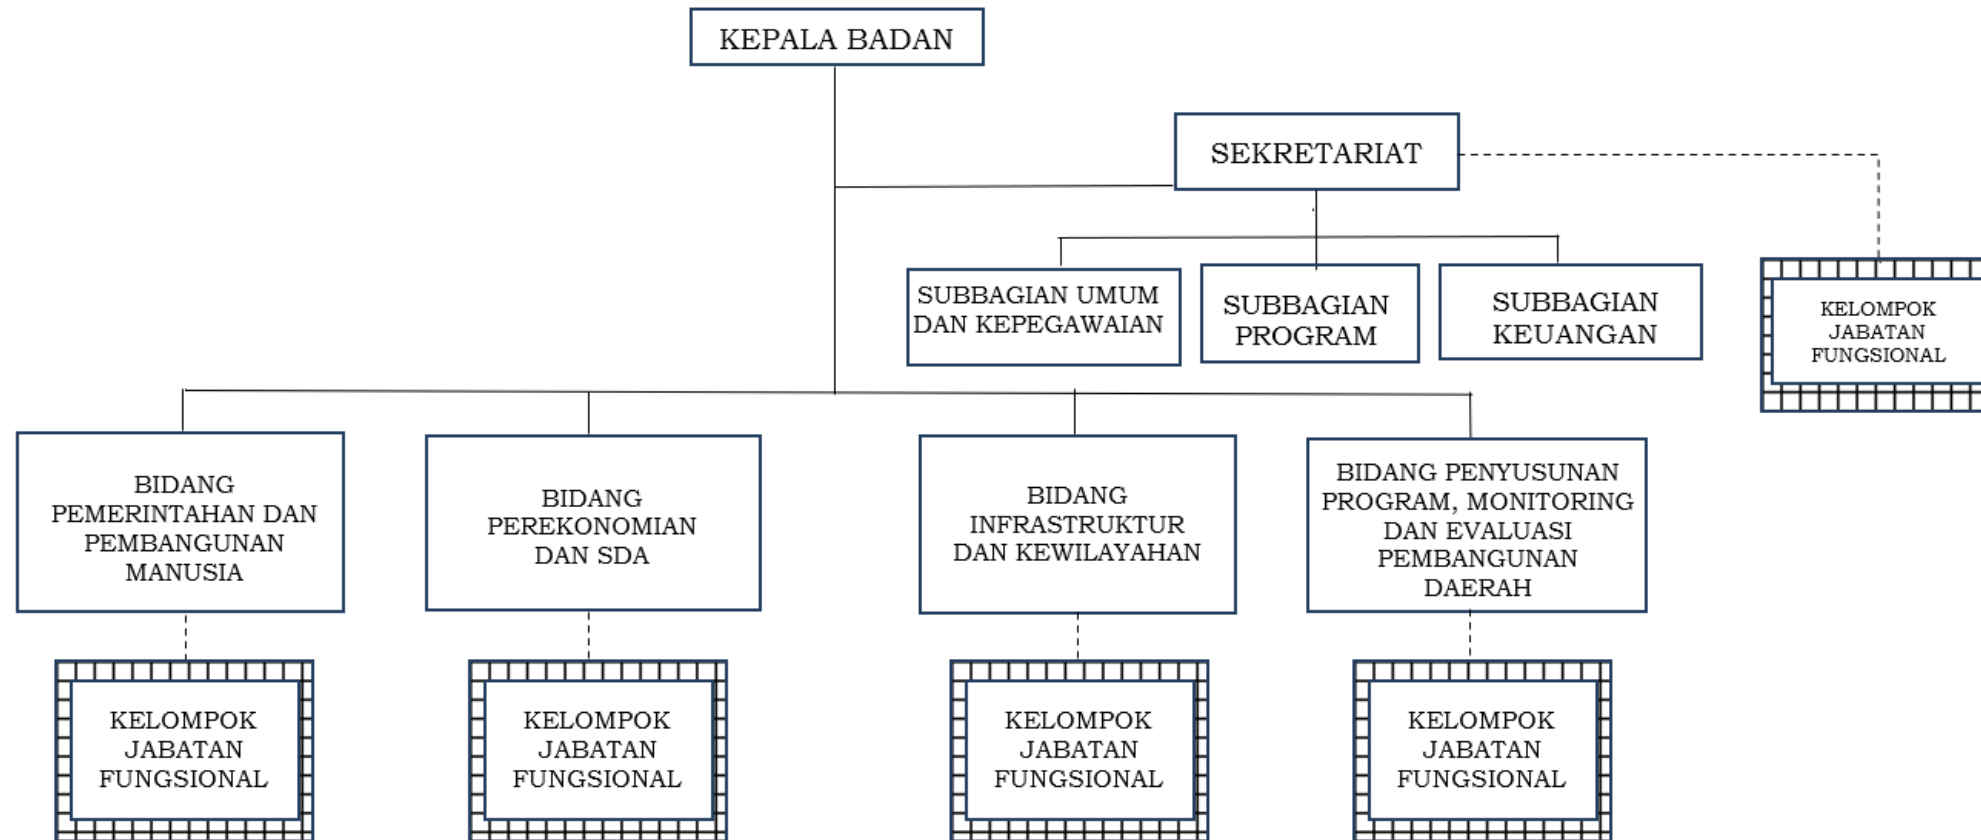 KEPALA BADAN
SEKRETARIAT
SUBBAGIAN UMUM
DAN KEPEGAWAIAN
SUBBAGIAN
PROGRAM
SUBBAGIAN
KEUANGAN
KELOMPOK
JABATAN
FUNGSIONAL
BIDANG
PEMERINTAHAN DAN
PEMBANGUNAN
MANUSIA
BIDANG
PEREKONOMIAN
DAN SDA
BIDANG
INFRASTRUKTUR
DAN KEWILAYAHAN
BIDANG PENYUSUNAN
PROGRAM, MONITORING
DAN EVALUASI
PEMBANGUNAN
DAERAH
KELOMPOK
JABATAN
FUNGSIONAL
KELOMPOK
JABATAN
FUNGSIONAL
KELOMPOK
JABATAN
FUNGSIONAL
KELOMPOK
JABATAN
FUNGSIONAL